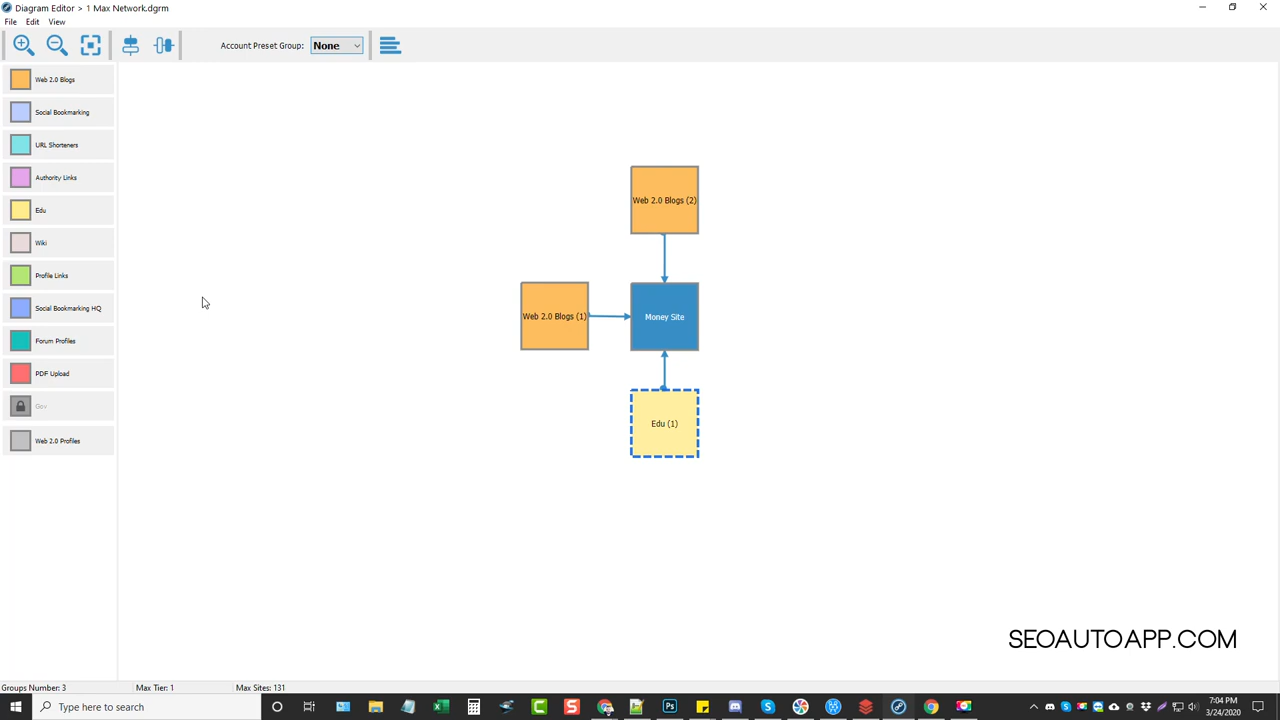 Diagram Editor > 1 Max Network.dgrm
File Edit View
Account Preset Group: None
Web 2.0 Blogs
Social Bookmarking
URL Shorteners
Authority Links
Edu
Wiki
Profile Links
Social Bookmarking HQ
Forum Profiles
PDF Upload
Gov
Web 2.0 Profiles
Web 2.0 Blogs (2)
Web 2.0 Blogs (1)
Money Site
Edu (1)
SEOAUTOAPP.COM
Groups Number: 3 Max Tier: 1 Max Sites: 131
Type here to search
7:04 PM
3/24/2020